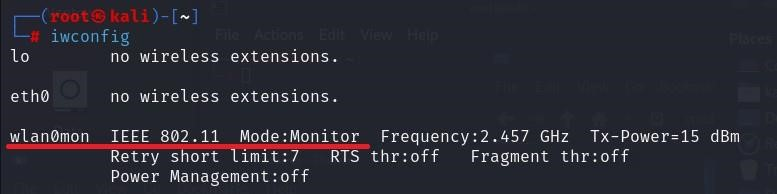 (root㉿kali)-[~]
# iwconfig
lo        no wireless extensions.
eth0      no wireless extensions.
wlan0mon  IEEE 802.11  Mode:Monitor  Frequency:2.457 GHz  Tx-Power=15 dBm
          Retry short limit:7   RTS thr:off   Fragment thr:off
          Power Management:off
File Actions Edit View Help
Places